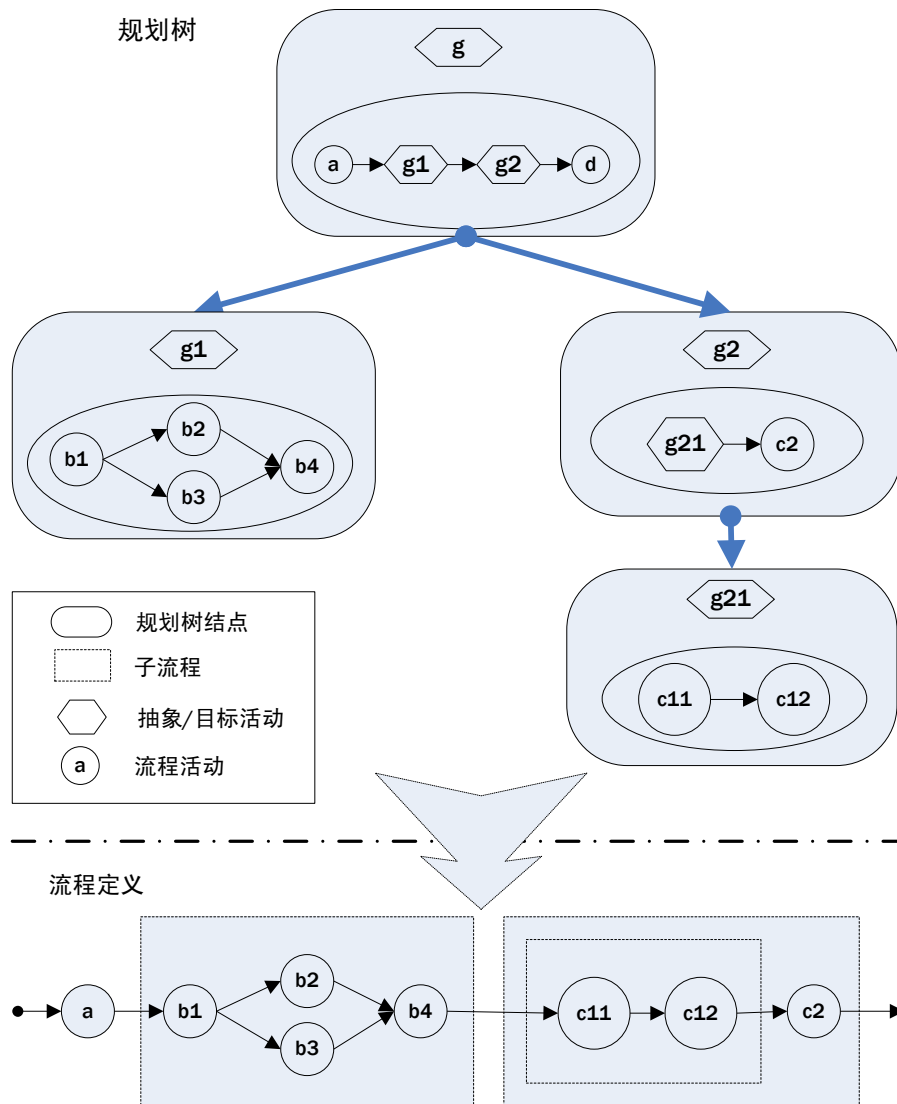 规划树
g
a g1 g2 d
g1
b1 b2 b3 b4
g2
g21 c2
g21
c11 c12
规划树结点
子流程
抽象/目标活动
a 流程活动
流程定义
a b1 b2 b3 b4 c11 c12 c2